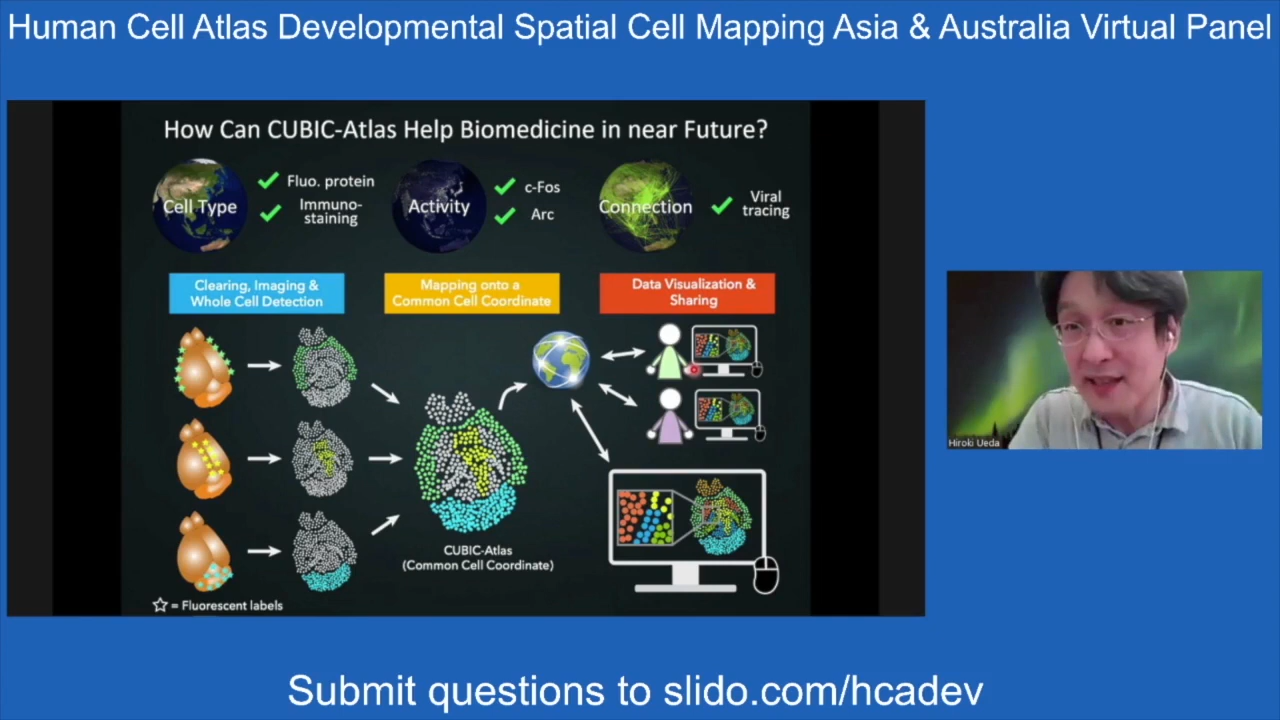 Human Cell Atlas Developmental Spatial Cell Mapping Asia & Australia Virtual Panel
How Can CUBIC-Atlas Help Biomedicine in near Future?
Cell Type
Fluo. protein
Immuno-
staining
Activity
c-Fos
Arc
Connection
Viral
tracing
Clearing, Imaging &
Whole Cell Detection
Mapping onto a
Common Cell Coordinate
Data Visualization &
Sharing
CUBIC-Atlas
(Common Cell Coordinate)
= Fluorescent labels
Hiroki Ueda
Submit questions to slido.com/hcadev